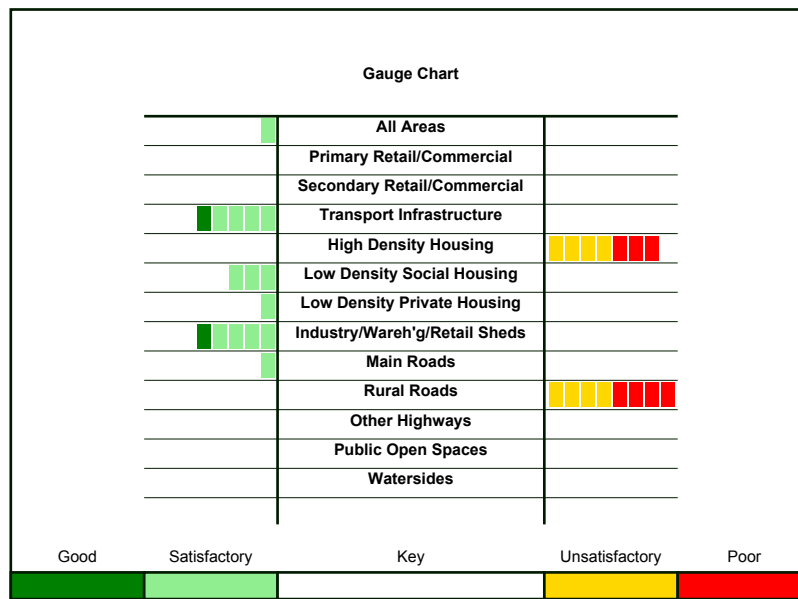 Gauge Chart
All Areas
Primary Retail/Commercial
Secondary Retail/Commercial
Transport Infrastructure
High Density Housing
Low Density Social Housing
Low Density Private Housing
Industry/Wareh'g/Retail Sheds
Main Roads
Rural Roads
Other Highways
Public Open Spaces
Watersides
Good Satisfactory Key Unsatisfactory Poor